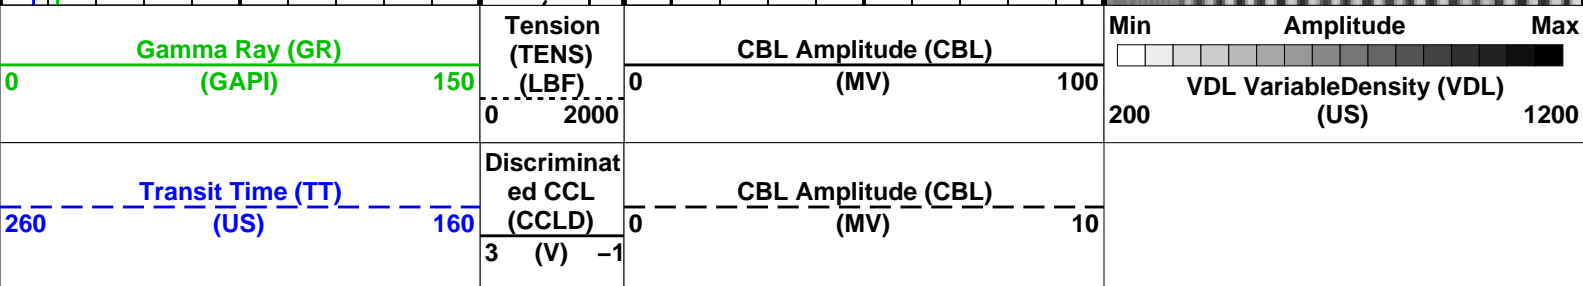 Gamma Ray (GR)
0 (GAPI) 150
Tension
(TENS)
(LBF)
0 2000
CBL Amplitude (CBL)
0 (MV) 100
Min Amplitude Max
VDL VariableDensity (VDL)
200 (US) 1200
Transit Time (TT)
260 (US) 160
Discriminat
ed CCL
(CCLD)
3 (V) −1
CBL Amplitude (CBL)
0 (MV) 10